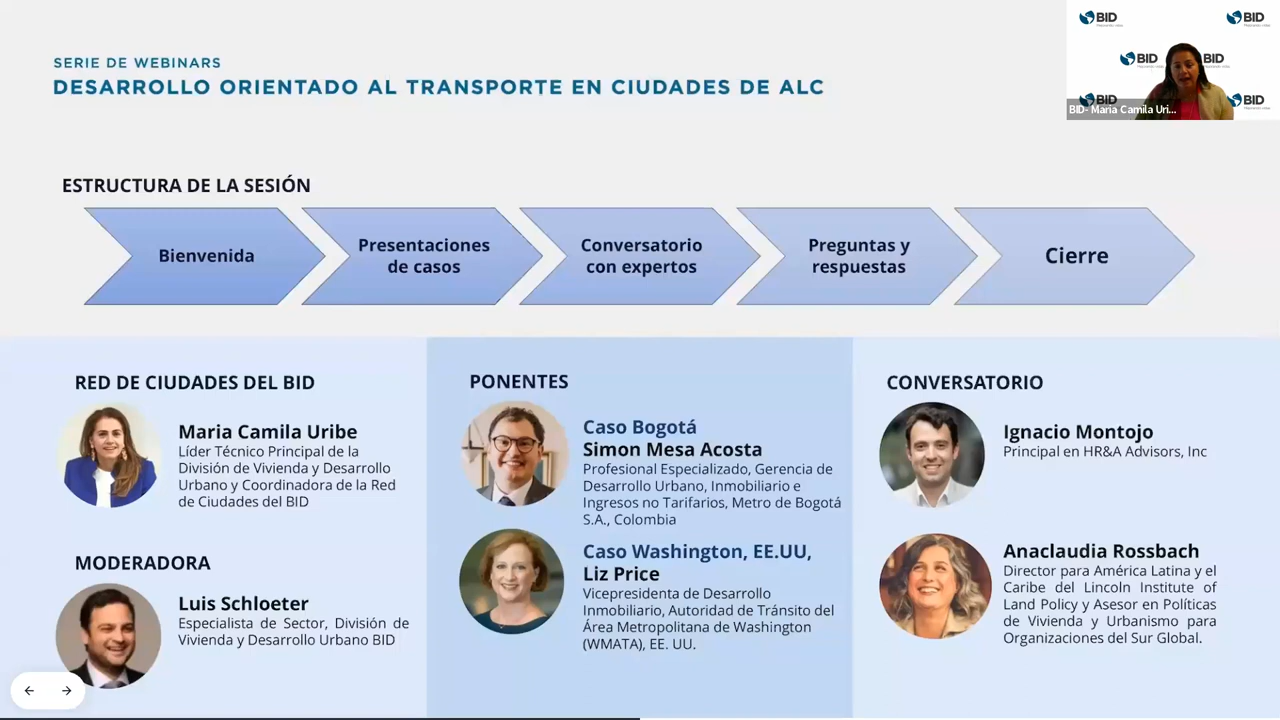 SERIE DE WEBINARS
DESARROLLO ORIENTADO AL TRANSPORTE EN CIUDADES DE ALC
BID
BID
BID
BID
BID
BID
BID- Maria Camila Uri...
ESTRUCTURA DE LA SESIÓN
Bienvenida
Presentaciones
de casos
Conversatorio
con expertos
Preguntas y
respuestas
Cierre
RED DE CIUDADES DEL BID
Maria Camila Uribe
Líder Técnico Principal de la
División de Vivienda y Desarrollo
Urbano y Coordinadora de la Red
de Ciudades del BID
MODERADORA
Luis Schloeter
Especialista de Sector, División de
Vivienda y Desarrollo Urbano BID
PONENTES
Caso Bogotá
Simon Mesa Acosta
Profesional Especializado, Gerencia de
Desarrollo Urbano, Inmobiliario e
Ingresos no Tarifarios, Metro de Bogotá
S.A., Colombia
Caso Washington, EE.UU,
Liz Price
Vicepresidenta de Desarrollo
Inmobiliario, Autoridad de Tránsito del
Área Metropolitana de Washington
(WMATA), EE. UU.
CONVERSATORIO
Ignacio Montojo
Principal en HR&A Advisors, Inc
Anaclaudia Rossbach
Director para América Latina y el
Caribe del Lincoln Institute of
Land Policy y Asesor en Políticas
de Vivienda y Urbanismo para
Organizaciones del Sur Global.